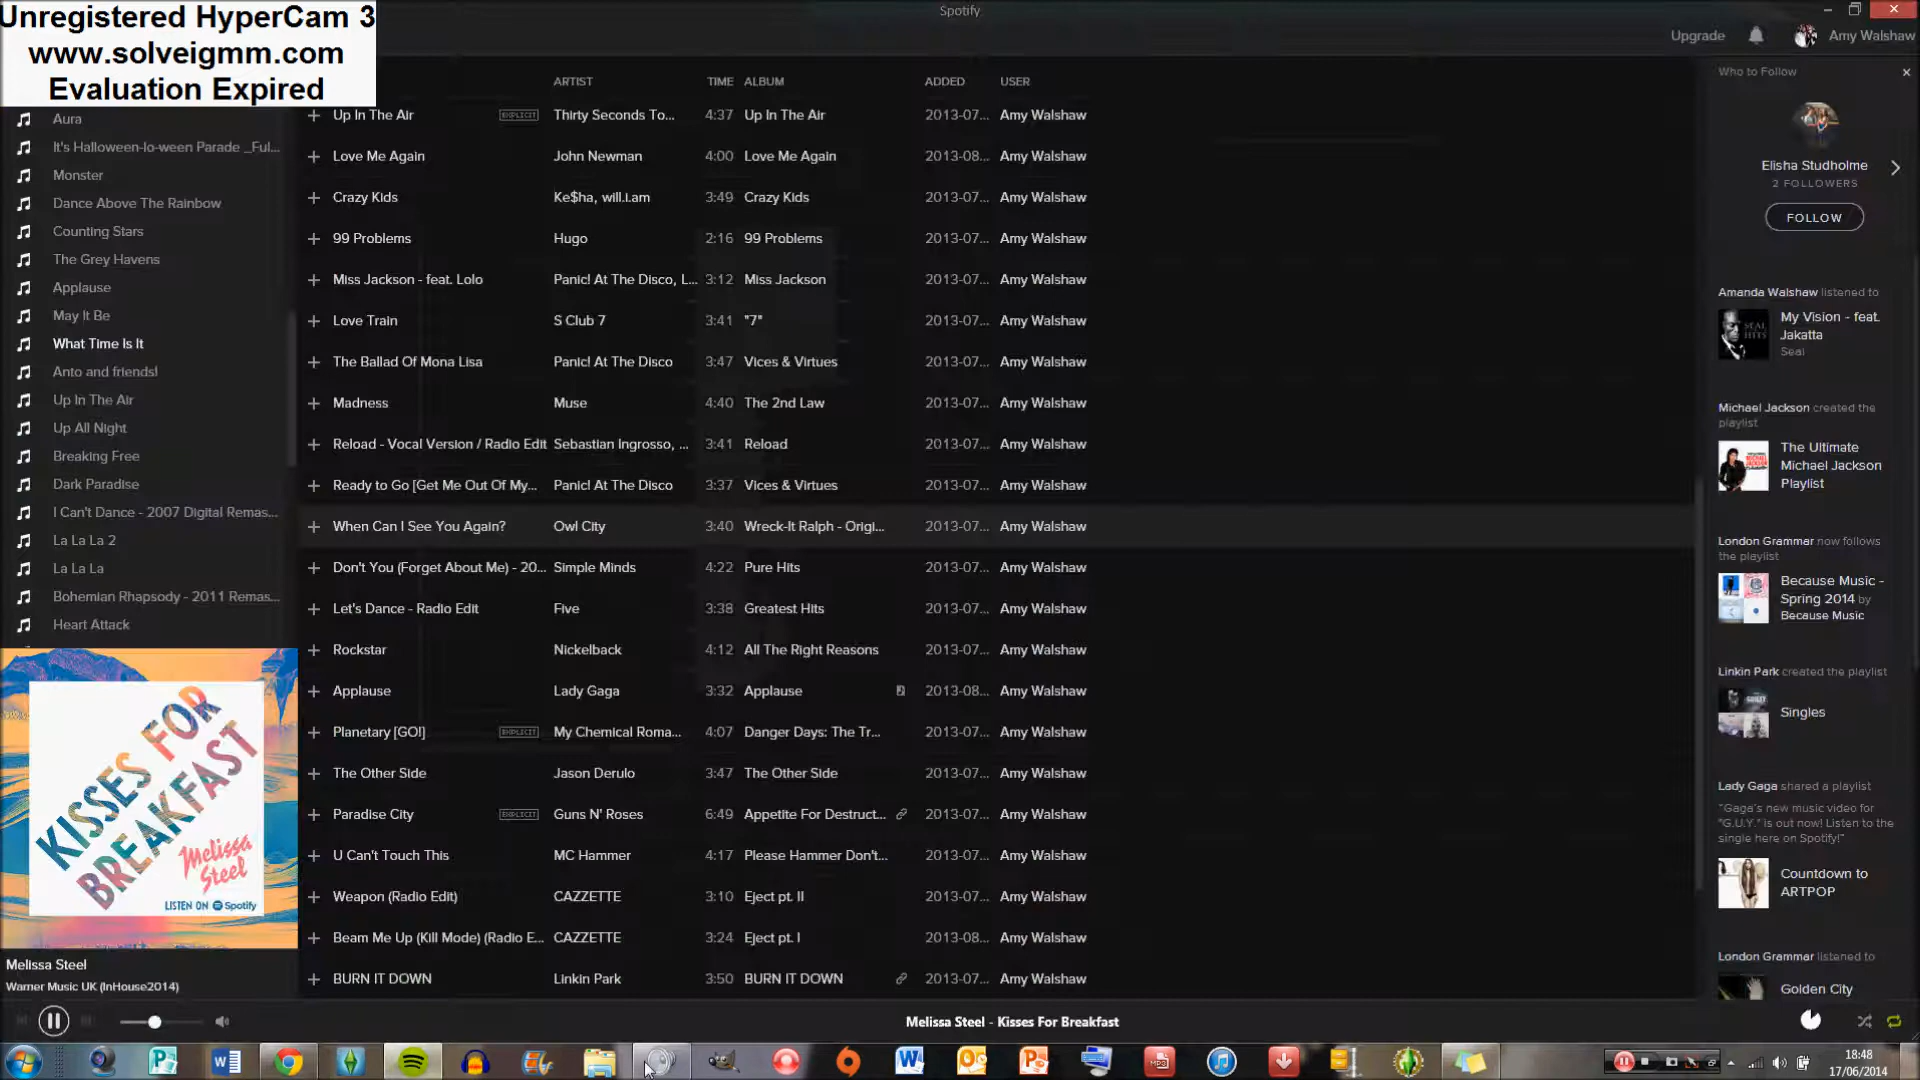 Unregistered HyperCam 3
www.solveigmm.com
Evaluation Expired
Spotify
Upgrade
Amy Walshaw
ARTIST TIME ALBUM ADDED USER
Up In The Air EXPLICIT Thirty Seconds To... 4:37 Up In The Air 2013-07... Amy Walshaw
Love Me Again John Newman 4:00 Love Me Again 2013-08... Amy Walshaw
Crazy Kids Ke$ha, will.i.am 3:49 Crazy Kids 2013-07... Amy Walshaw
99 Problems Hugo 2:16 99 Problems 2013-07... Amy Walshaw
Miss Jackson - feat. Lolo Panic! At The Disco, L... 3:12 Miss Jackson 2013-07... Amy Walshaw
Love Train S Club 7 3:41 "7" 2013-07... Amy Walshaw
The Ballad Of Mona Lisa Panic! At The Disco 3:47 Vices & Virtues 2013-07... Amy Walshaw
Madness Muse 4:40 The 2nd Law 2013-07... Amy Walshaw
Reload - Vocal Version / Radio Edit Sebastian Ingrosso, ... 3:41 Reload 2013-07... Amy Walshaw
Ready to Go [Get Me Out Of My... Panic! At The Disco 3:37 Vices & Virtues 2013-07... Amy Walshaw
When Can I See You Again? Owl City 3:40 Wreck-It Ralph - Origi... 2013-07... Amy Walshaw
Don't You (Forget About Me) - 20... Simple Minds 4:22 Pure Hits 2013-07... Amy Walshaw
Let's Dance - Radio Edit Five 3:38 Greatest Hits 2013-07... Amy Walshaw
Rockstar Nickelback 4:12 All The Right Reasons 2013-07... Amy Walshaw
Applause Lady Gaga 3:32 Applause 2013-08... Amy Walshaw
Planetary [GO!] EXPLICIT My Chemical Roma... 4:07 Danger Days: The Tr... 2013-07... Amy Walshaw
The Other Side Jason Derulo 3:47 The Other Side 2013-07... Amy Walshaw
Paradise City EXPLICIT Guns N' Roses 6:49 Appetite For Destruct... 2013-07... Amy Walshaw
U Can't Touch This MC Hammer 4:17 Please Hammer Don't... 2013-07... Amy Walshaw
Weapon (Radio Edit) CAZZETTE 3:10 Eject pt. II 2013-08... Amy Walshaw
Beam Me Up (Kill Mode) (Radio E... CAZZETTE 3:24 Eject pt. I 2013-08... Amy Walshaw
BURN IT DOWN Linkin Park 3:50 BURN IT DOWN 2013-07... Amy Walshaw
Aura
It's Halloween-lo-ween Parade _Ful...
Monster
Dance Above The Rainbow
Counting Stars
The Grey Havens
Applause
May It Be
What Time Is It
Anto and friends!
Up In The Air
Up All Night
Breaking Free
Dark Paradise
I Can't Dance - 2007 Digital Remas...
La La La 2
La La La
Bohemian Rhapsody - 2011 Remas...
Heart Attack
KISSES FOR
BREAKFAST
Melissa
Steel
LISTEN ON Spotify
Melissa Steel
Warner Music UK (InHouse2014)
Melissa Steel - Kisses For Breakfast
Who to Follow
Elisha Studholme
2 FOLLOWERS
FOLLOW
Amanda Walshaw listened to
My Vision - feat.
Jakatta
Seal
Michael Jackson created the
playlist
The Ultimate
Michael Jackson
Playlist
London Grammar now follows
the playlist
Because Music -
Spring 2014 by
Because Music
Linkin Park created the playlist
Singles
Lady Gaga shared a playlist
"Gaga's new music video for
"G.U.Y." is out now! Listen to the
single here on Spotify!"
Countdown to
ARTPOP
London Grammar listened to
Golden City
18:48
17/06/2014